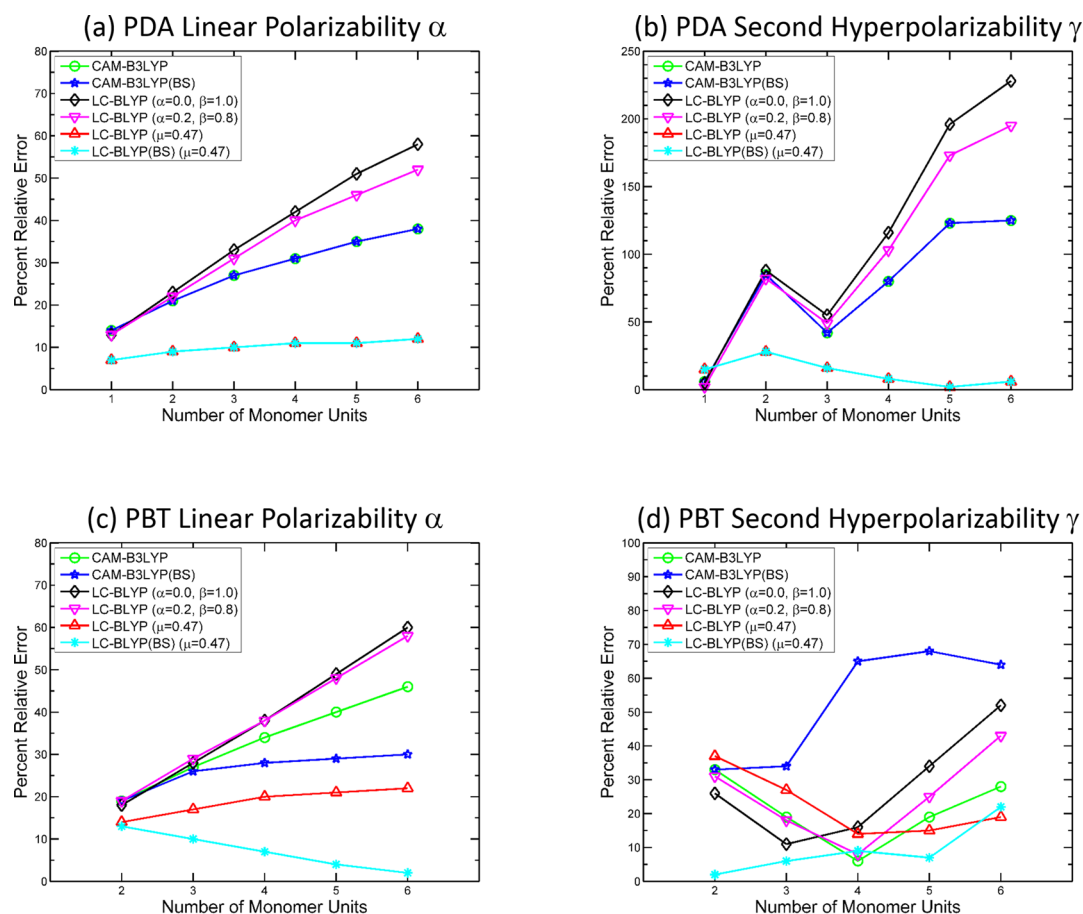 (a) PDA Linear Polarizability α
80
70
60
50
40
30
20
10
0
Percent Relative Error
CAM-B3LYP
CAM-B3LYP(BS)
LC-BLYP (α=0.0, β=1.0)
LC-BLYP (α=0.2, β=0.8)
LC-BLYP (μ=0.47)
LC-BLYP(BS) (μ=0.47)
1 2 3 4 5 6
Number of Monomer Units
(b) PDA Second Hyperpolarizability γ
250
200
150
100
50
0
Percent Relative Error
CAM-B3LYP
CAM-B3LYP(BS)
LC-BLYP (α=0.0, β=1.0)
LC-BLYP (α=0.2, β=0.8)
LC-BLYP (μ=0.47)
LC-BLYP(BS) (μ=0.47)
1 2 3 4 5 6
Number of Monomer Units
(c) PBT Linear Polarizability α
80
70
60
50
40
30
20
10
0
Percent Relative Error
CAM-B3LYP
CAM-B3LYP(BS)
LC-BLYP (α=0.0, β=1.0)
LC-BLYP (α=0.2, β=0.8)
LC-BLYP (μ=0.47)
LC-BLYP(BS) (μ=0.47)
2 3 4 5 6
Number of Monomer Units
(d) PBT Second Hyperpolarizability γ
100
90
80
70
60
50
40
30
20
10
0
Percent Relative Error
CAM-B3LYP
CAM-B3LYP(BS)
LC-BLYP (α=0.0, β=1.0)
LC-BLYP (α=0.2, β=0.8)
LC-BLYP (μ=0.47)
LC-BLYP(BS) (μ=0.47)
2 3 4 5 6
Number of Monomer Units